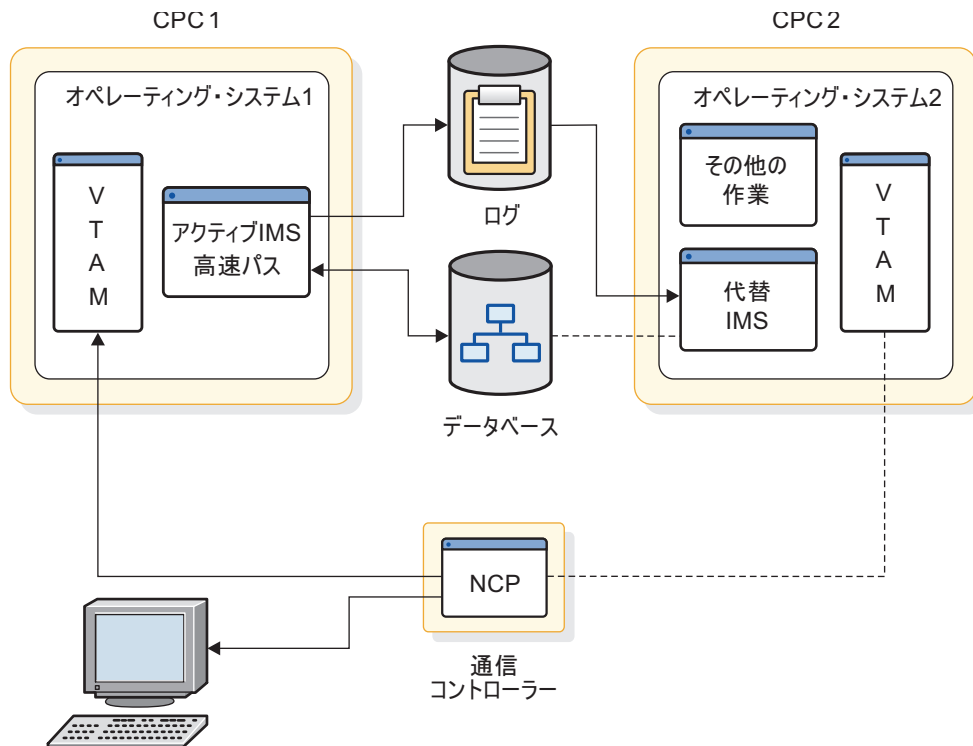 CPC 1
CPC 2
オペレーティング・システム1
オペレーティング・システム2
V
T
A
M
アクティブIMS
高速パス
ログ
データベース
その他の
作業
代替
IMS
V
T
A
M
NCP
通信
コントローラー